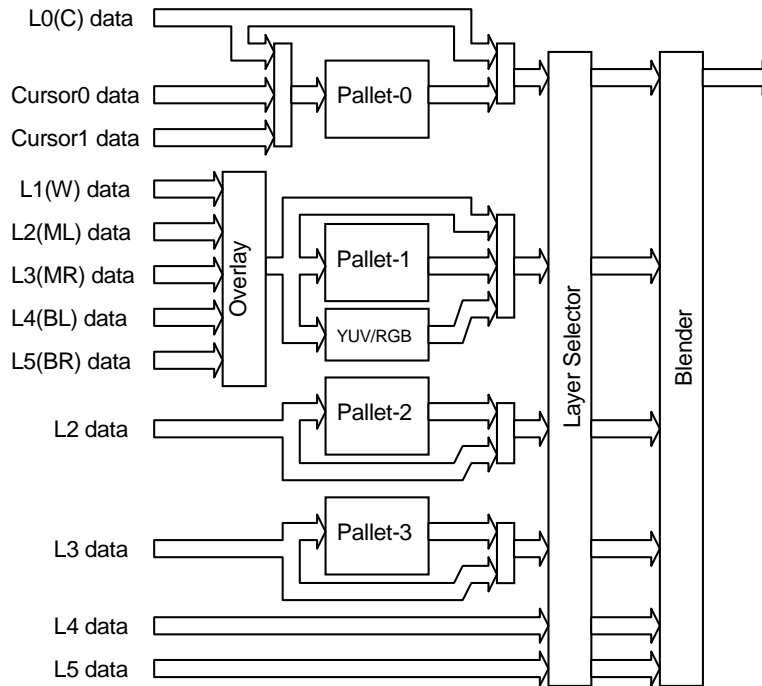 L0(C) data
Cursor0 data
Pallet-0
Cursor1 data
L1(W) data
L2(ML) data
L3(MR) data
L4(BL) data
L5(BR) data
Overlay
Pallet-1
YUV/RGB
L2 data
Pallet-2
L3 data
Pallet-3
L4 data
L5 data
Layer Selector
Blender